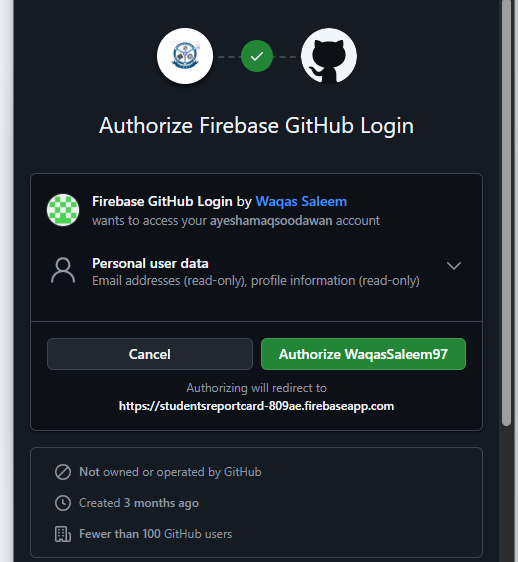 Authorize Firebase GitHub Login
Firebase GitHub Login by Waqas Saleem
wants to access your ayeshamaqsoodawan account
Personal user data
Email addresses (read-only), profile information (read-only)
Cancel
Authorize WaqasSaleem97
Authorizing will redirect to
https://studentsreportcard-809ae.firebaseapp.com
Not owned or operated by GitHub
Created 3 months ago
Fewer than 100 GitHub users